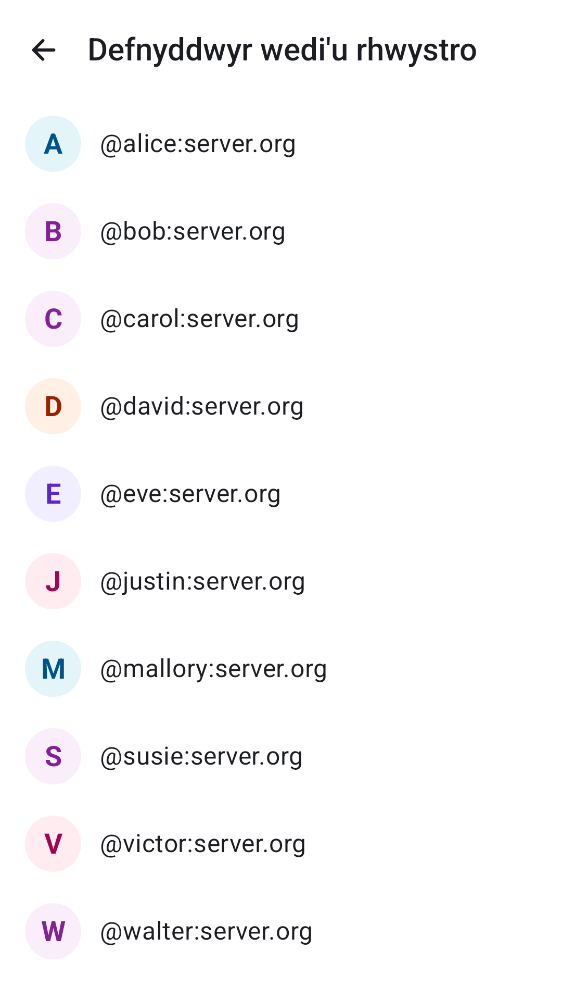 Defnyddwyr wedi'u rhwystro
A @alice:server.org
B @bob:server.org
C @carol:server.org
D @david:server.org
E @eve:server.org
J @justin:server.org
M @mallory:server.org
S @susie:server.org
V @victor:server.org
W @walter:server.org